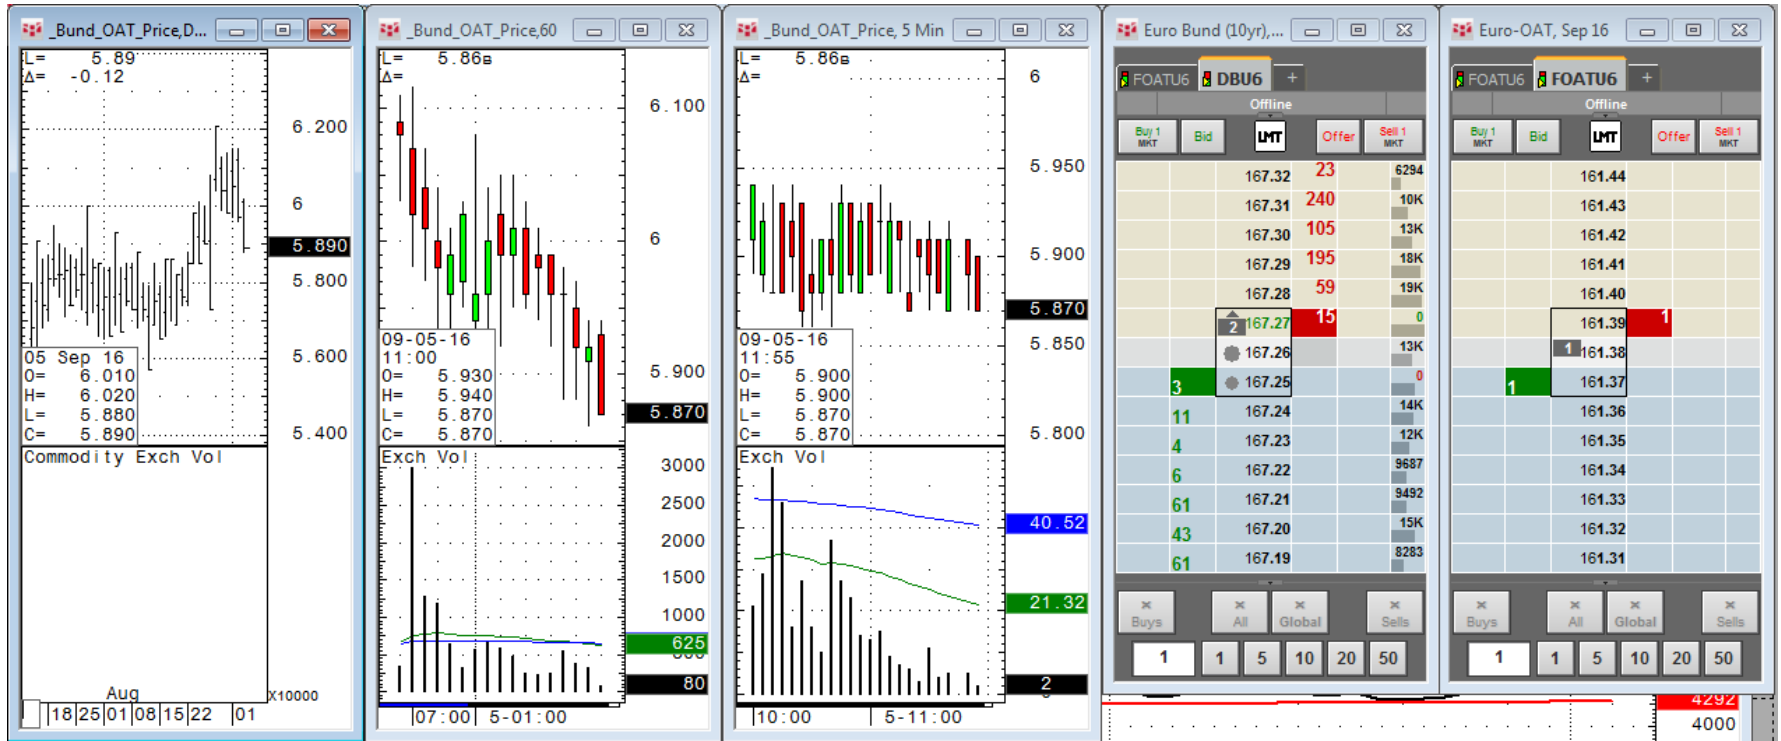 _Bund_OAT_Price,D...
L= 5.89
Δ= -0.12
6.200
6
5.890
5.800
5.600
5.400
05 Sep 16
O= 6.010
H= 6.020
L= 5.880
C= 5.890
Commodity Exch Vol
Aug
X10000
18 25 01 08 15 22 01
_Bund_OAT_Price,60
L= 5.86B
Δ=
6.100
6
5.900
5.870
09-05-16
11:00
O= 5.930
H= 5.940
L= 5.870
C= 5.870
Exch Vol
3000
2500
2000
1500
1000
625
80
07:00 5-01:00
_Bund_OAT_Price, 5 Min
L= 5.86B
Δ=
6
5.950
5.900
5.870
5.850
5.800
09-05-16
11:55
O= 5.900
H= 5.900
L= 5.870
C= 5.870
Exch Vol
40.52
21.32
2
10:00 5-11:00
Euro Bund (10yr),...
FOATU6 DBU6 +
Offline
Buy 1 MKT Bid LMT Offer Sell 1 MKT
167.32 23 6294
167.31 240 10K
167.30 105 13K
167.29 195 18K
167.28 59 19K
2 167.27 15 0
167.26 13K
3 167.25 0
11 167.24 14K
4 167.23 12K
6 167.22 9687
61 167.21 9492
43 167.20 15K
61 167.19 8283
Buys All Global Sells
1 1 5 10 20 50
Euro-OAT, Sep 16
FOATU6 FOATU6 +
Offline
Buy 1 MKT Bid LMT Offer Sell 1 MKT
161.44
161.43
161.42
161.41
161.40
161.39 1
1 161.38
1 161.37
161.36
161.35
161.34
161.33
161.32
161.31
Buys All Global Sells
1 1 5 10 20 50
4292
4000